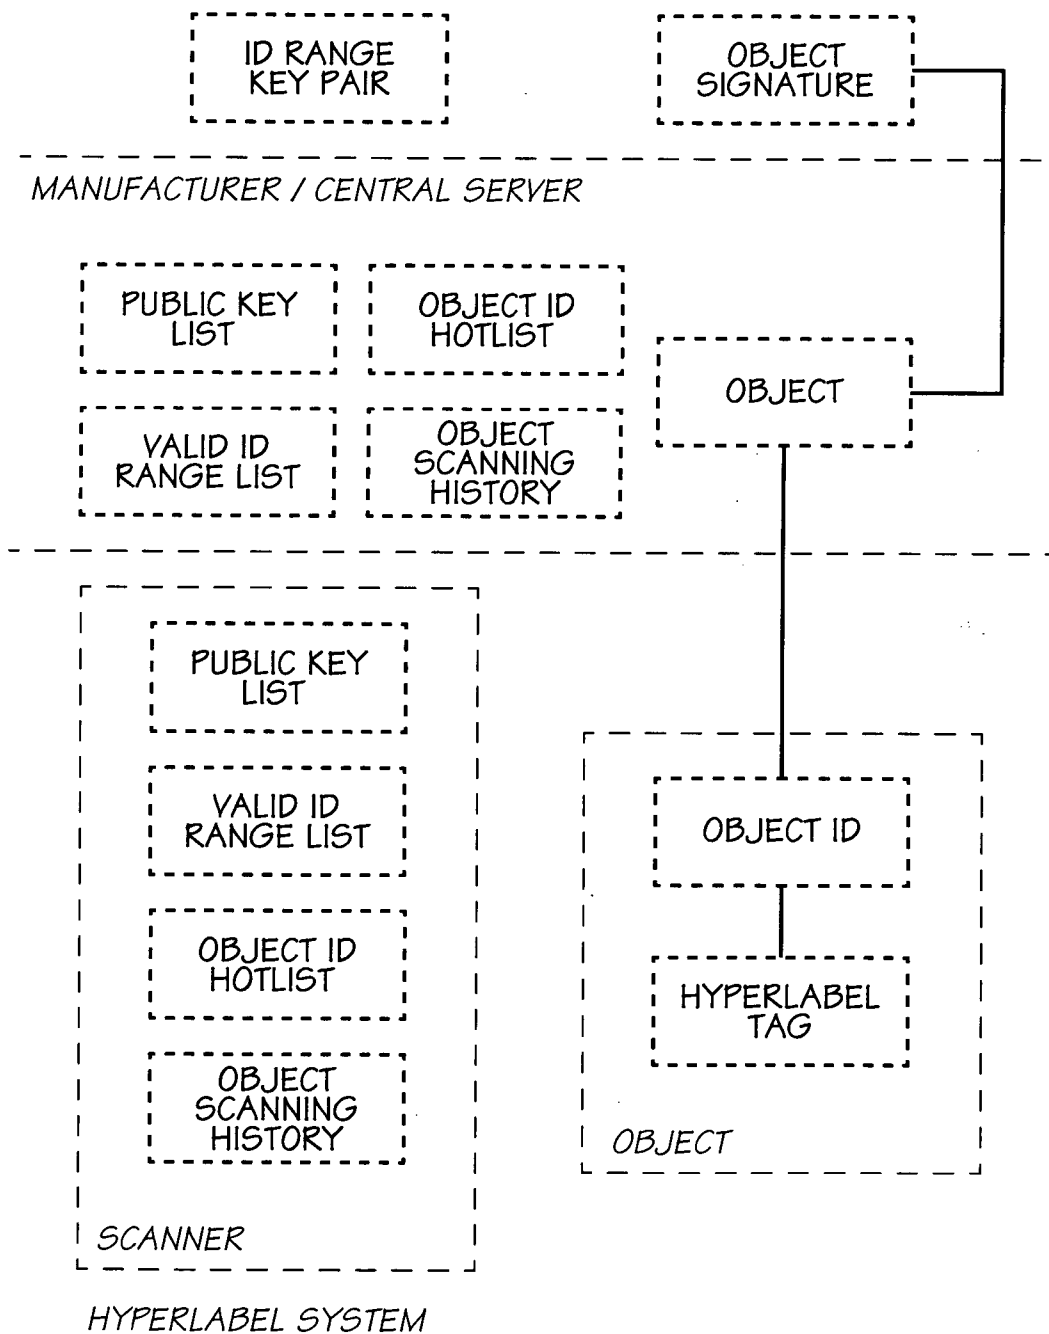 ID RANGE
KEY PAIR
OBJECT
SIGNATURE
MANUFACTURER / CENTRAL SERVER
PUBLIC KEY
LIST
OBJECT ID
HOTLIST
OBJECT
VALID ID
RANGE LIST
OBJECT
SCANNING
HISTORY
PUBLIC KEY
LIST
VALID ID
RANGE LIST
OBJECT ID
HOTLIST
OBJECT
SCANNING
HISTORY
SCANNER
OBJECT ID
HYPERLABEL
TAG
OBJECT
HYPERLABEL SYSTEM